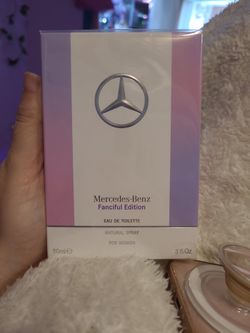 Mercedes-Benz
Fanciful Edition
EAU DE TOILETTE
NATURAL SPRAY
FOR WOMEN
90ml℮ 3 fl.oz